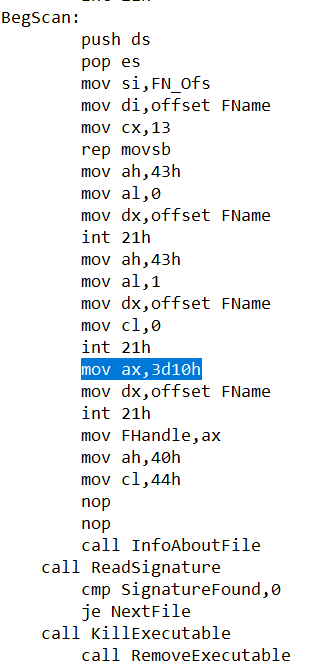 BegScan:
push ds
pop es
mov si,FN_Ofs
mov di,offset FName
mov cx,13
rep movsb
mov ah,43h
mov al,0
mov dx,offset FName
int 21h
mov ah,43h
mov al,1
mov dx,offset FName
mov cl,0
int 21h
mov ax,3d10h
mov dx,offset FName
int 21h
mov FHandle,ax
mov ah,40h
mov cl,44h
nop
nop
call InfoAboutFile
call ReadSignature
cmp SignatureFound,0
je NextFile
call KillExecutable
call RemoveExecutable